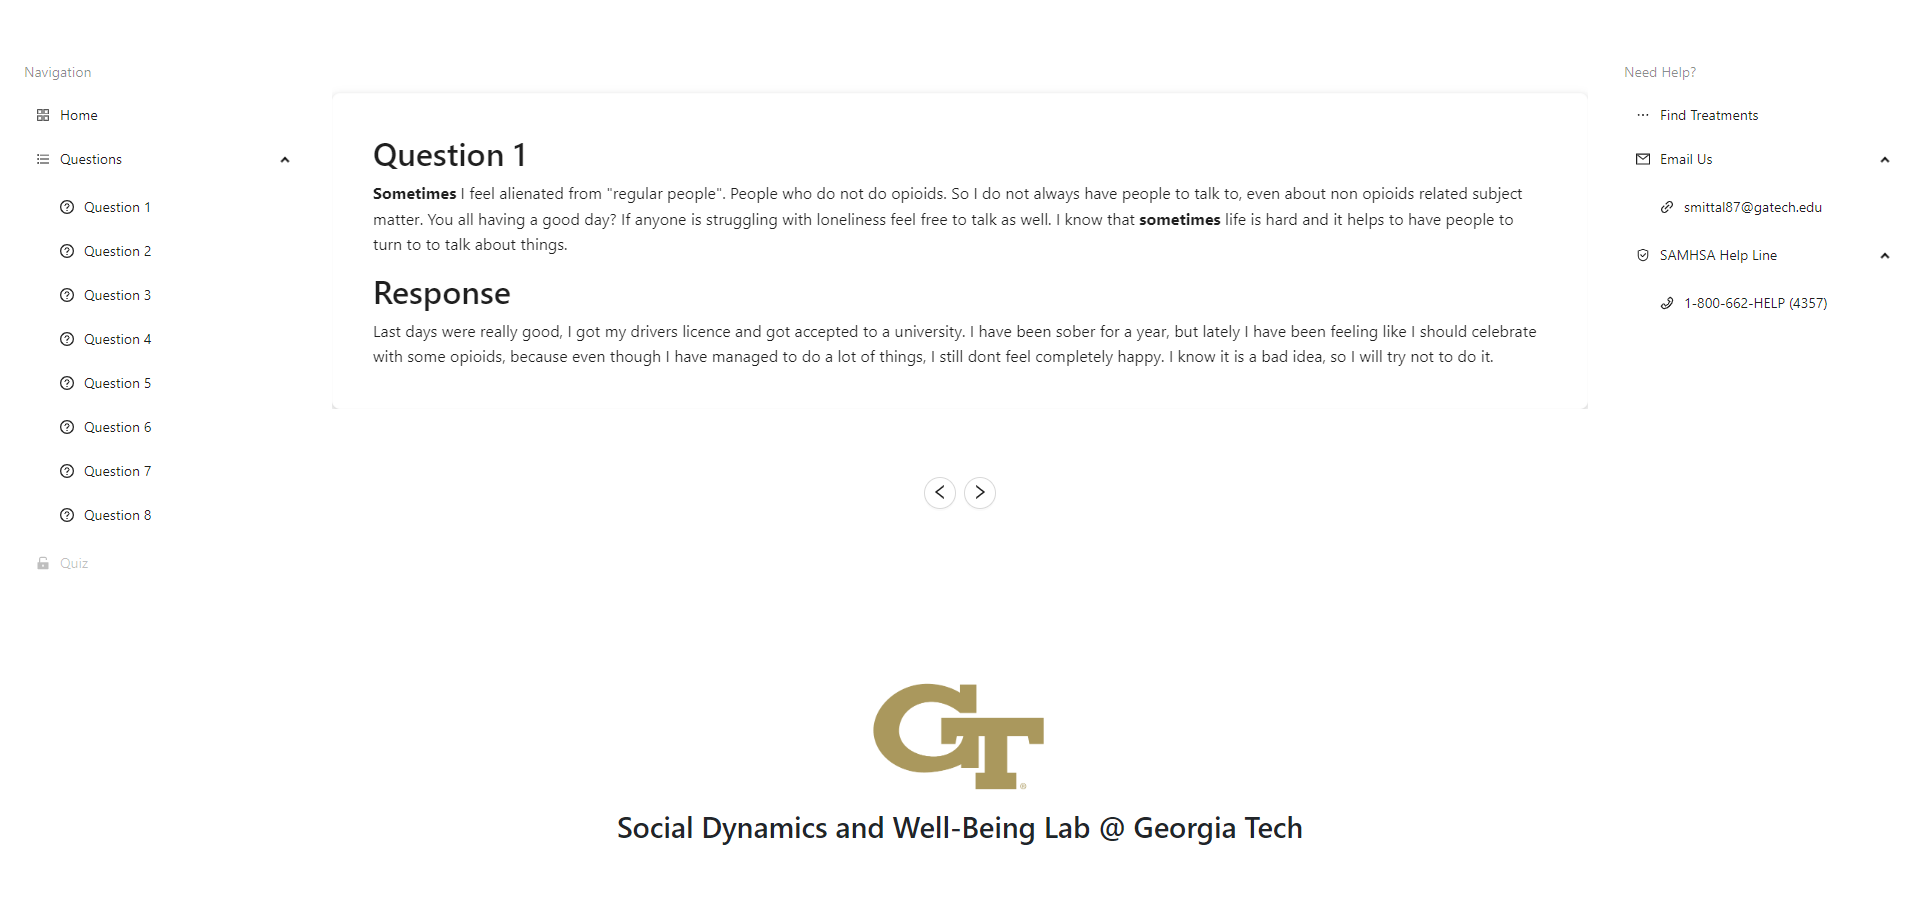 Navigation
Home
Questions
Question 1
Question 2
Question 3
Question 4
Question 5
Question 6
Question 7
Question 8
Quiz
Question 1
Sometimes I feel alienated from "regular people". People who do not do opioids. So I do not always have people to talk to, even about non opioids related subject
matter. You all having a good day? If anyone is struggling with loneliness feel free to talk as well. I know that sometimes life is hard and it helps to have people to
turn to to talk about things.
Response
Last days were really good, I got my drivers licence and got accepted to a university. I have been sober for a year, but lately I have been feeling like I should celebrate
with some opioids, because even though I have managed to do a lot of things, I still dont feel completely happy. I know it is a bad idea, so I will try not to do it.
Need Help?
Find Treatments
Email Us
smittal87@gatech.edu
SAMHSA Help Line
1-800-662-HELP (4357)
GT
®
Social Dynamics and Well-Being Lab @ Georgia Tech